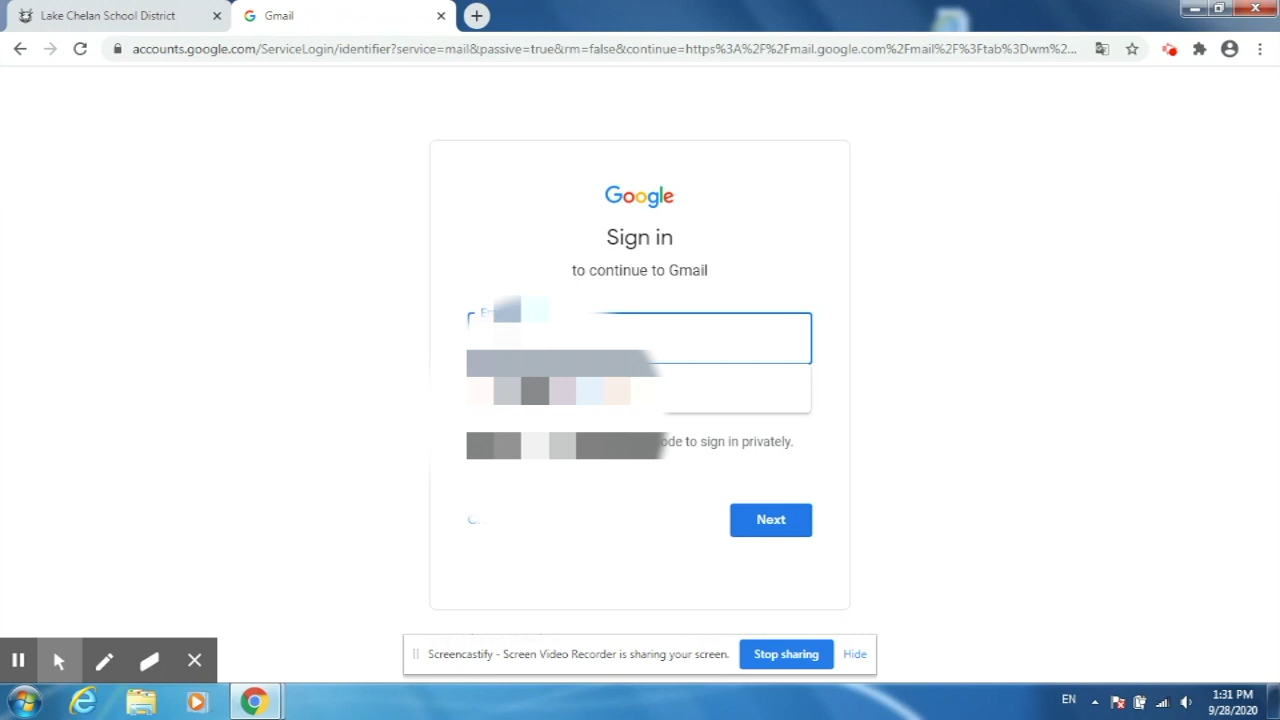 Lake Chelan School District
Gmail
accounts.google.com/ServiceLogin/identifier?service=mail&passive=true&rm=false&continue=https%3A%2F%2Fmail.google.com%2Fmail%2F%3Ftab%3Dwm%2...
Google
Sign in
to continue to Gmail
to sign in privately.
Next
Screencastify - Screen Video Recorder is sharing your screen.
Stop sharing
Hide
EN
1:31 PM
9/28/2020